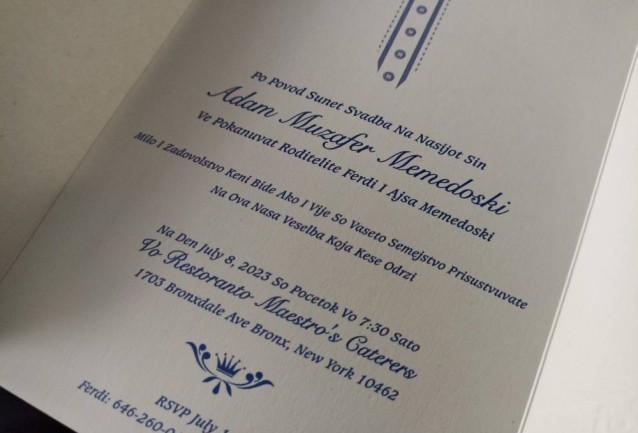 Po Povod Sunet Svadba Na Nasijot Sin
Adam Muzafer Memedoski
Ve Pokanuvat Roditelite Ferdi I Ajsa Memedoski
Milo I Zadovolstvo Keni Bide Ako I Vije So Vaseto Semejstvo Prisustvuvate
Na Ova Nasa Veselba Koja Kese Odrzi
Na Den July 8, 2023 So Pocetok Vo 7:30 Sato
Vo Restoranto Maestro's Caterers
1703 Bronxdale Ave Bronx, New York 10462
RSVP July
Ferdi: 646-260-